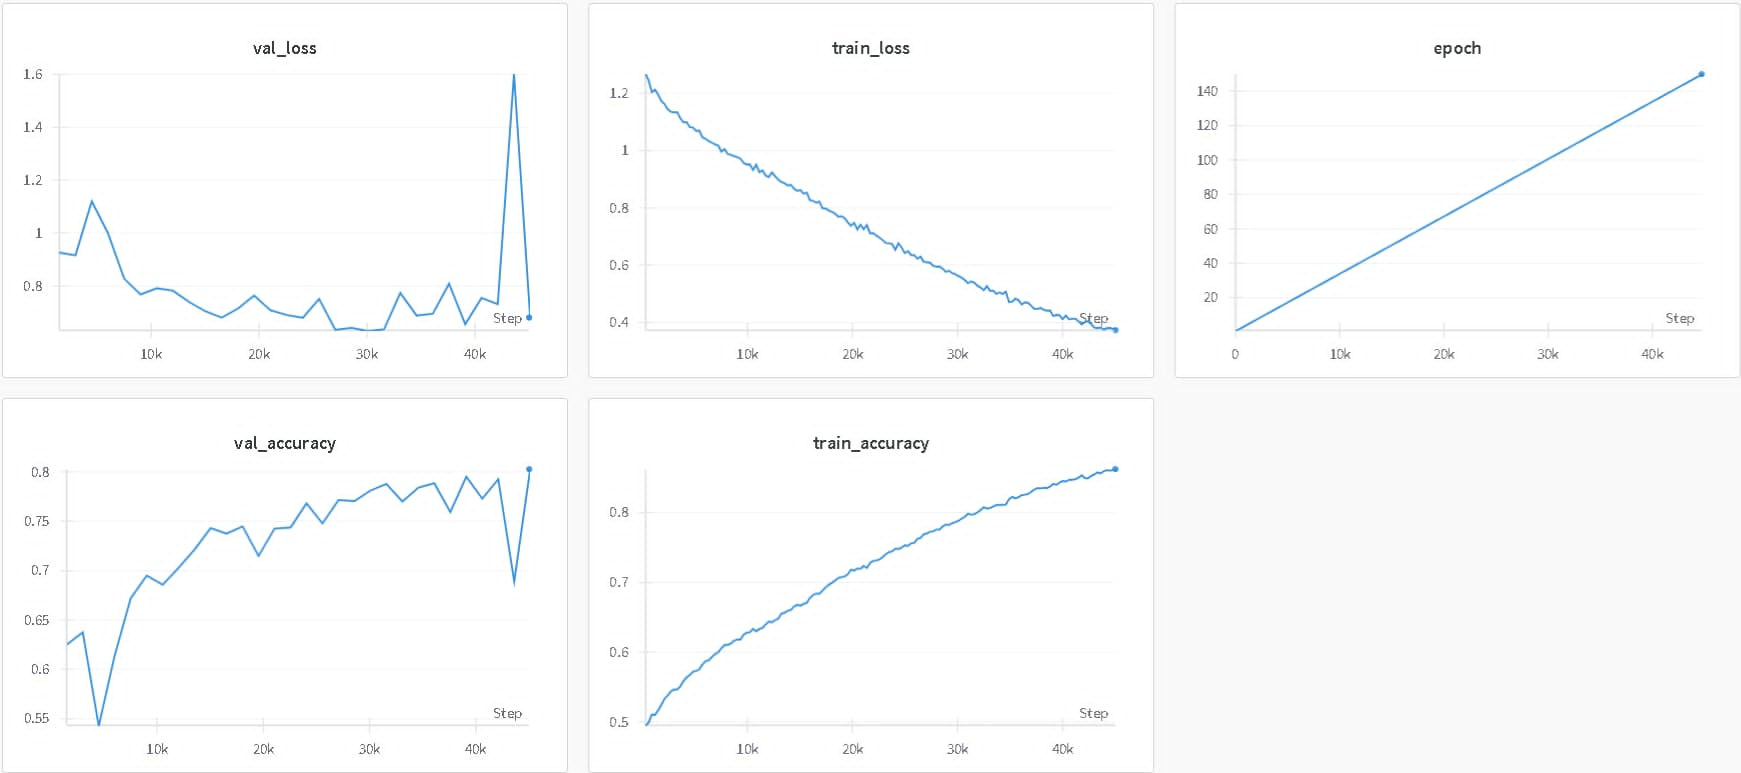 val_loss
1.6
1.4
1.2
1
0.8
Step
10k 20k 30k 40k
train_loss
1.2
1
0.8
0.6
0.4
Step
10k 20k 30k 40k
epoch
140
120
100
80
60
40
20
Step
0 10k 20k 30k 40k
val_accuracy
0.8
0.75
0.7
0.65
0.6
0.55
Step
10k 20k 30k 40k
train_accuracy
0.8
0.7
0.6
0.5
Step
10k 20k 30k 40k